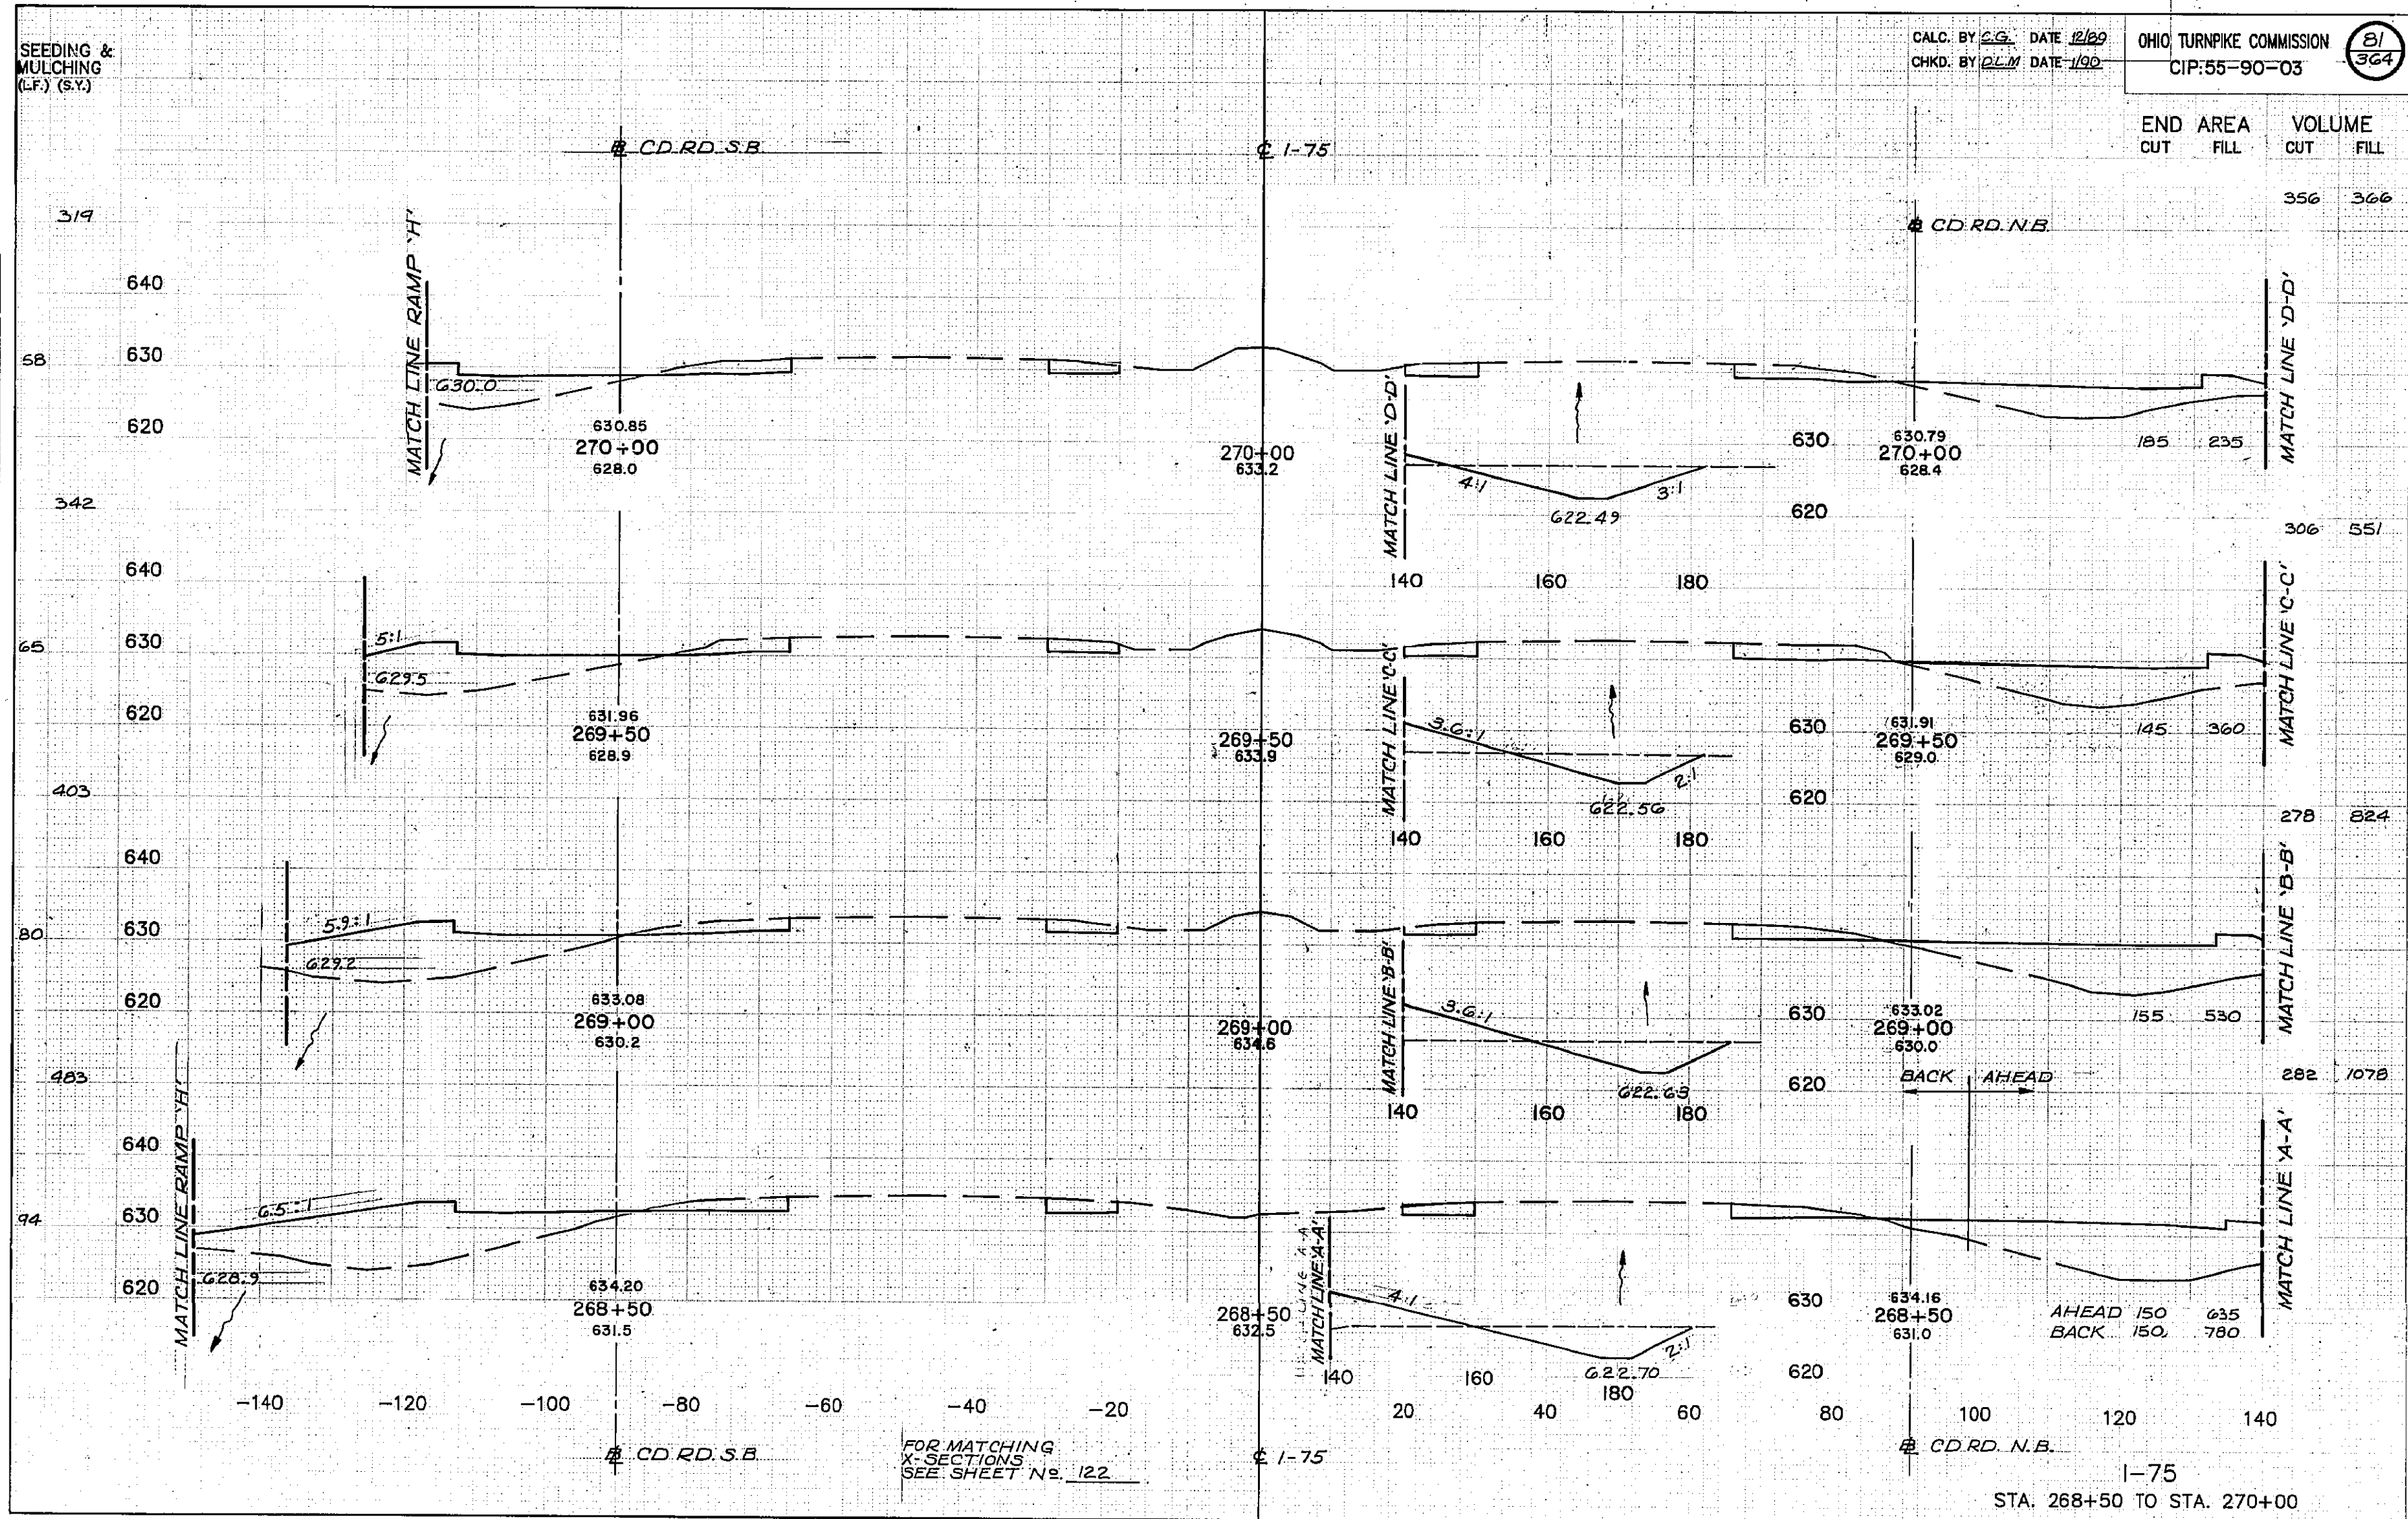 SEEDING &
MULCHING
(L.F.) (S.Y.)
CALC. BY C.G. DATE 12/89
CHKD. BY D.L.M DATE 1/90
OHIO TURNPIKE COMMISSION
CIP:55-90-03
81
364
END AREA VOLUME
CUT FILL CUT FILL
℄ CD RD. S.B.
℄ I-75
℄ CD RD. N.B.
356 366
319
MATCH LINE RAMP 'H'
640
630
620
58
630.0
630.85
270+00
628.0
270+00
633.2
MATCH LINE 'D-D'
4:1
3:1
622.49
630
620
140 160 180
630.79
270+00
628.4
185 235
MATCH LINE 'D-D'
342
306 551
640
630
620
65
5:1
629.5
631.96
269+50
628.9
269+50
633.9
MATCH LINE 'C-C'
3.6:1
2:1
622.56
630
620
140 160 180
631.91
269+50
629.0
145 360
MATCH LINE 'C-C'
403
278 824
640
630
620
80
5.9:1
629.2
633.08
269+00
630.2
269+00
634.6
MATCH LINE 'B-B'
3.6:1
622.63
630
620
140 160 180
633.02
269+00
630.0
155 530
MATCH LINE 'B-B'
483
BACK AHEAD
282 1078
MATCH LINE RAMP 'H'
640
630
620
94
6.5:1
628.9
634.20
268+50
631.5
268+50
632.5
MATCH LINE 'A-A'
4:1
2:1
622.70
630
620
140 160 180
634.16
268+50
631.0
AHEAD 150 635
BACK 150 780
MATCH LINE 'A-A'
-140 -120 -100 -80 -60 -40 -20 20 40 60 80 100 120 140
℄ CD RD. S.B.
FOR MATCHING
X-SECTIONS
SEE SHEET Nº. 122
℄ I-75
℄ CD RD. N.B.
I-75
STA. 268+50 TO STA. 270+00